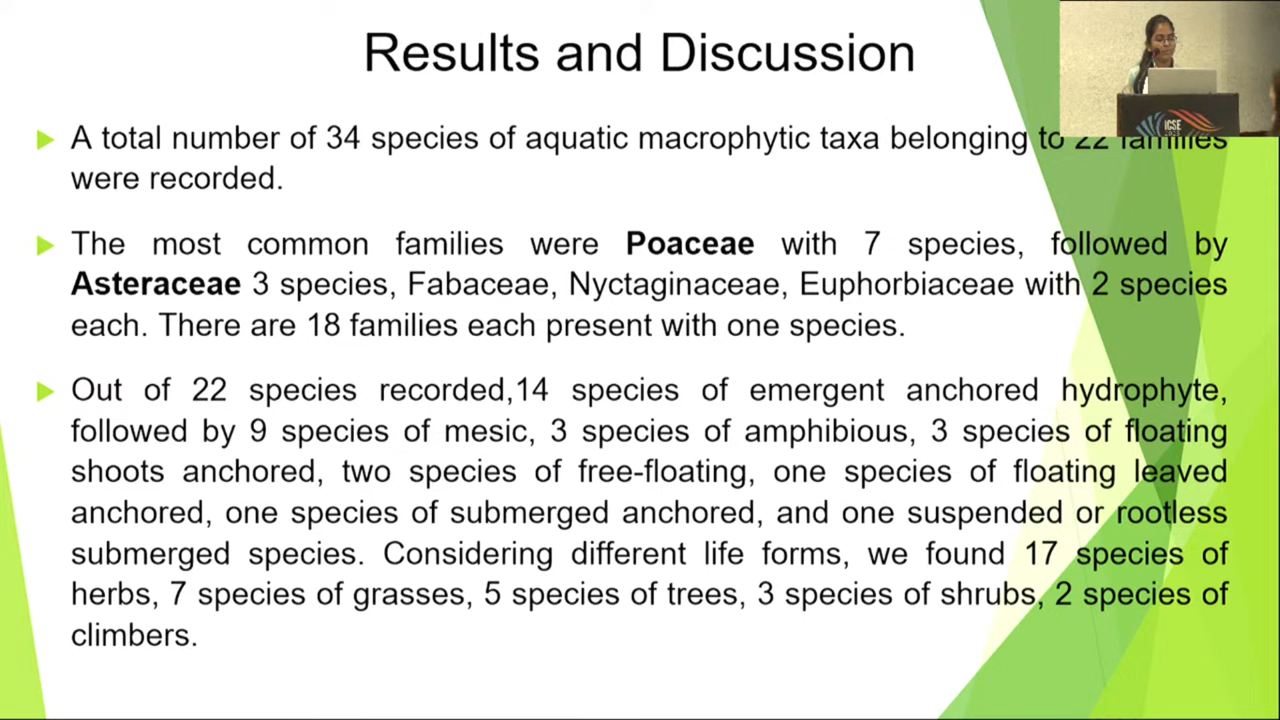 Results and Discussion
A total number of 34 species of aquatic macrophytic taxa belonging to 22 families
were recorded.
The most common families were Poaceae with 7 species, followed by
Asteraceae 3 species, Fabaceae, Nyctaginaceae, Euphorbiaceae with 2 species
each. There are 18 families each present with one species.
Out of 22 species recorded,14 species of emergent anchored hydrophyte,
followed by 9 species of mesic, 3 species of amphibious, 3 species of floating
shoots anchored, two species of free-floating, one species of floating leaved
anchored, one species of submerged anchored, and one suspended or rootless
submerged species. Considering different life forms, we found 17 species of
herbs, 7 species of grasses, 5 species of trees, 3 species of shrubs, 2 species of
climbers.
ICSE